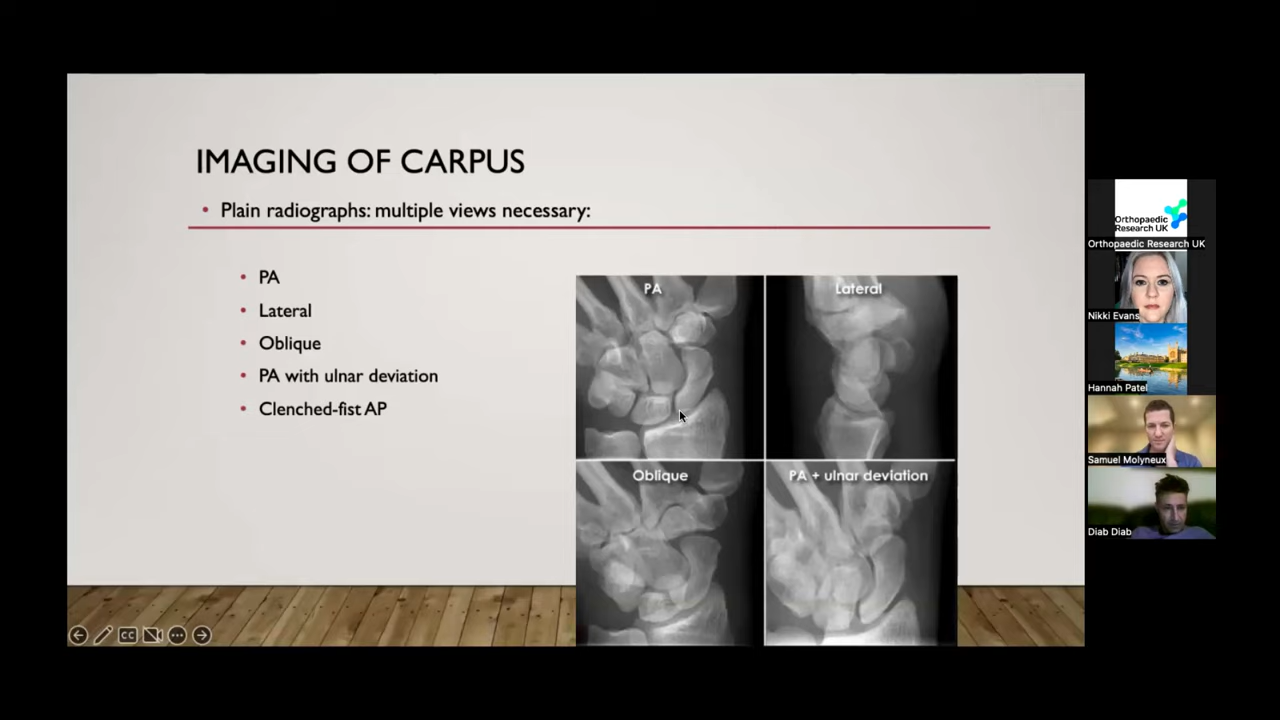 IMAGING OF CARPUS
• Plain radiographs: multiple views necessary:
• PA
• Lateral
• Oblique
• PA with ulnar deviation
• Clenched-fist AP
PA
Lateral
Oblique
PA + ulnar deviation
CC
Orthopaedic
Research UK
Orthopaedic Research UK
Nikki Evans
Hannah Patel
Samuel Molyneux
Diab Diab